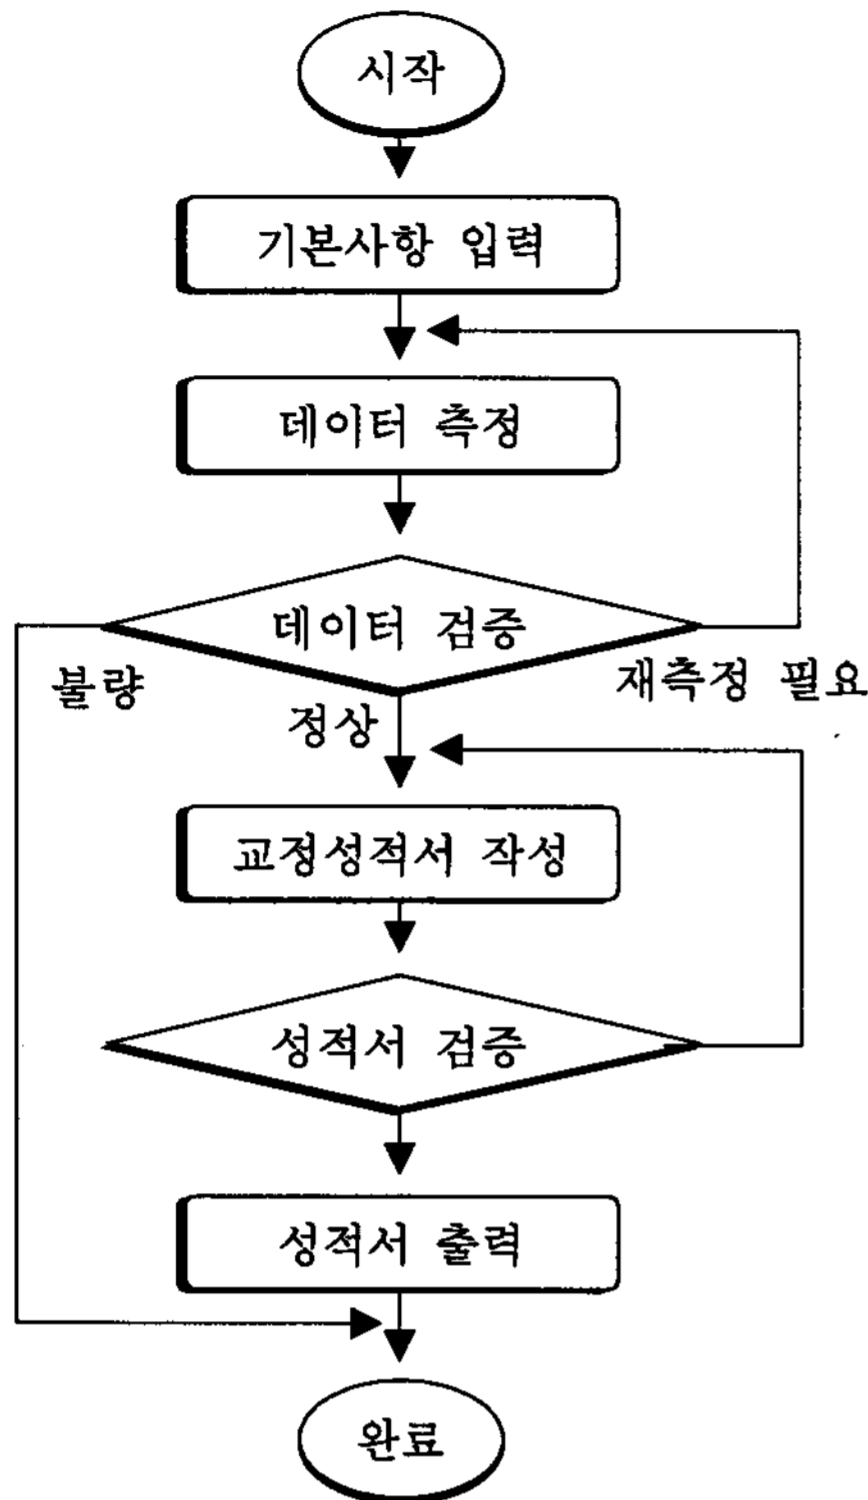 시작
기본사항 입력
데이터 측정
데이터 검증
불량
재측정 필요
정상
교정성적서 작성
성적서 검증
성적서 출력
완료